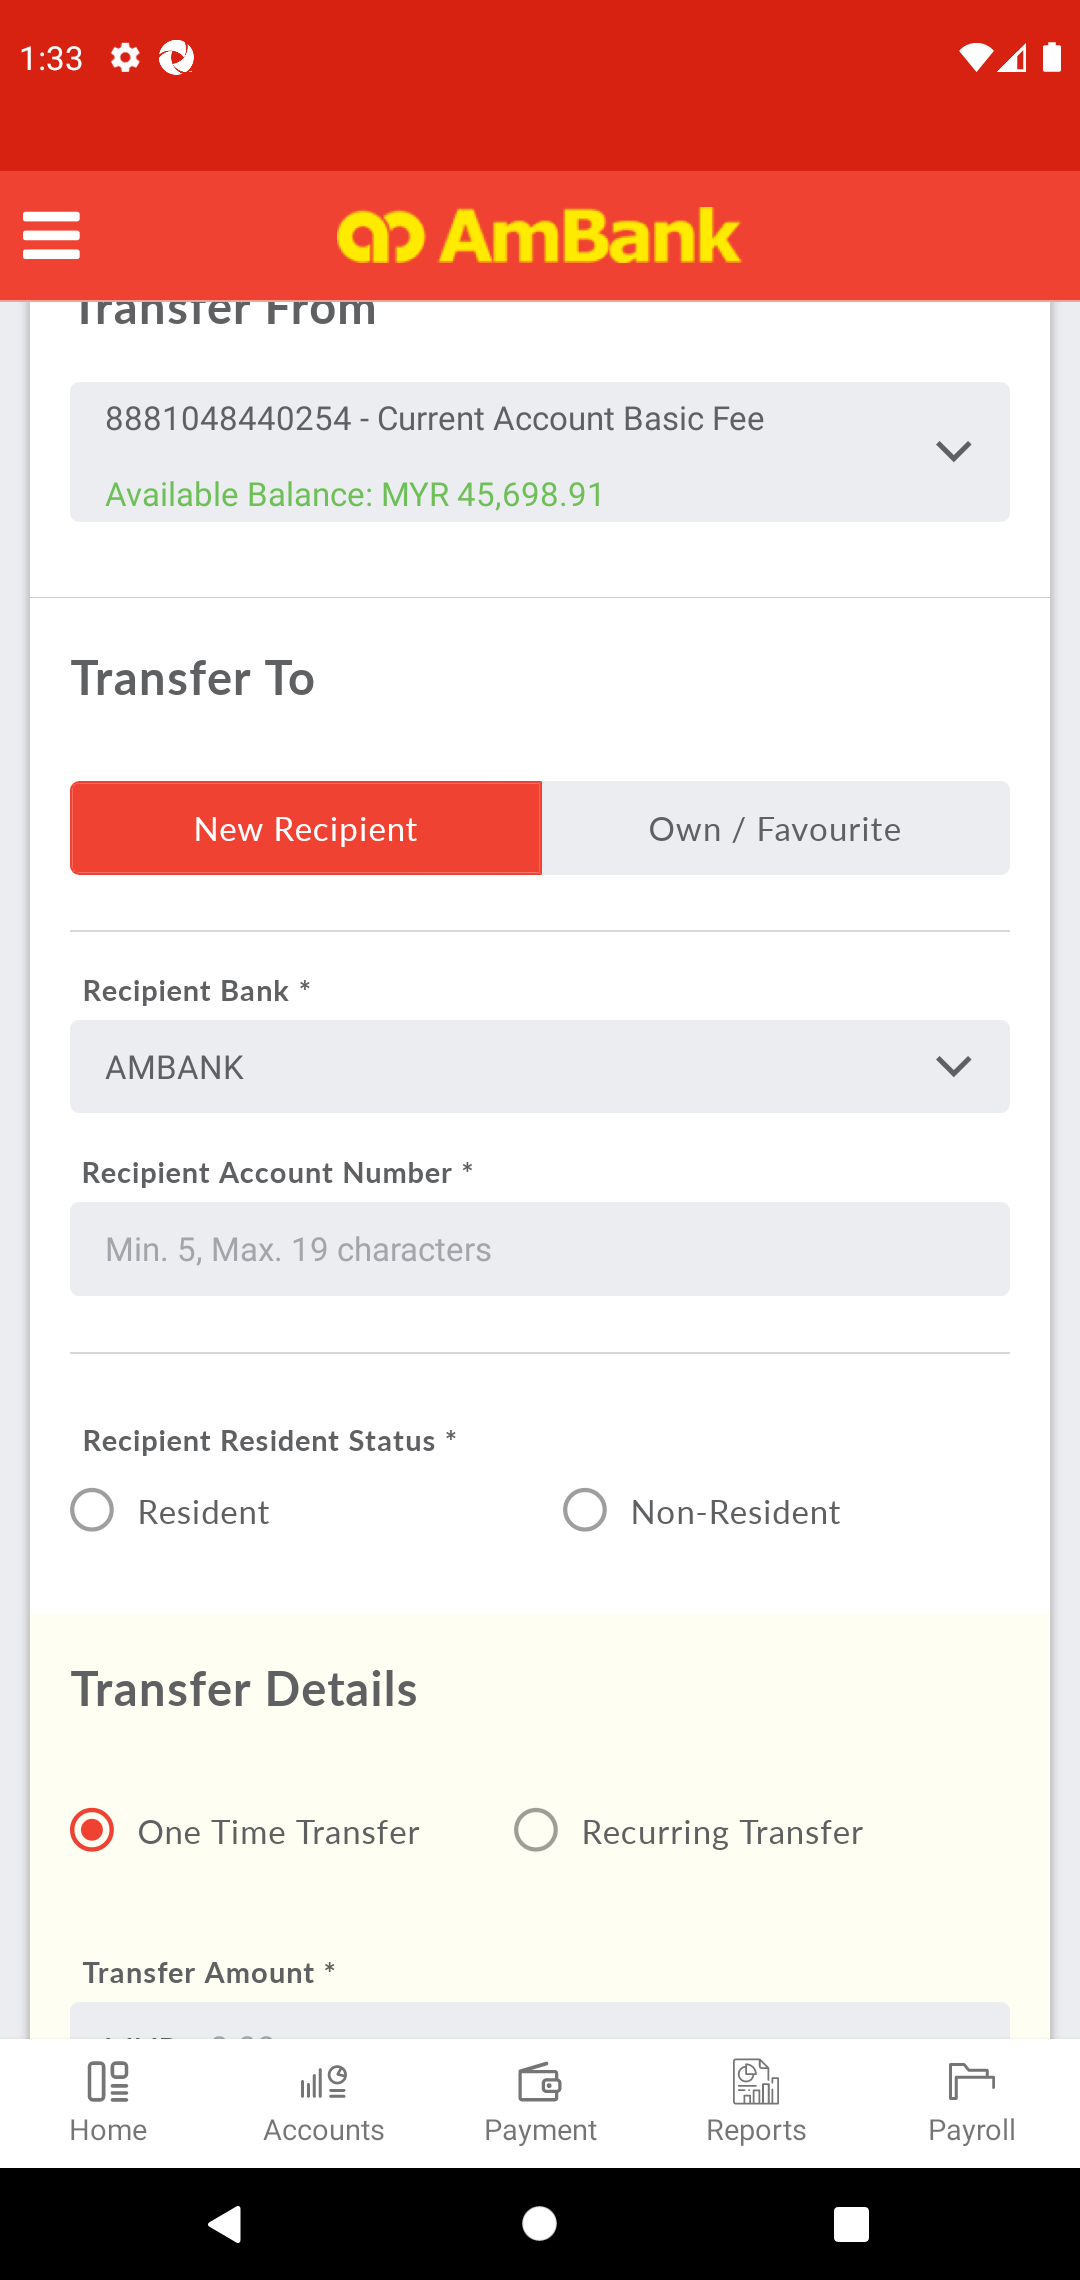 1:33
AmBank
Transfer From
8881048440254 - Current Account Basic Fee
Available Balance: MYR 45,698.91
Transfer To
New Recipient
Own / Favourite
Recipient Bank *
AMBANK
Recipient Account Number *
Min. 5, Max. 19 characters
Recipient Resident Status *
Resident
Non-Resident
Transfer Details
One Time Transfer
Recurring Transfer
Transfer Amount *
Home
Accounts
Payment
Reports
Payroll